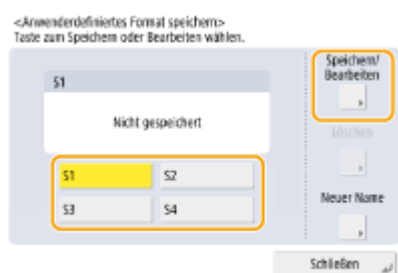 <Anwenderdefiniertes Format speichern>
Taste zum Speichern oder Bearbeiten wählen.
S1
Nicht gespeichert
S1
S2
S3
S4
Speichern/
Bearbeiten
Löschen
Neuer Name
Schließen